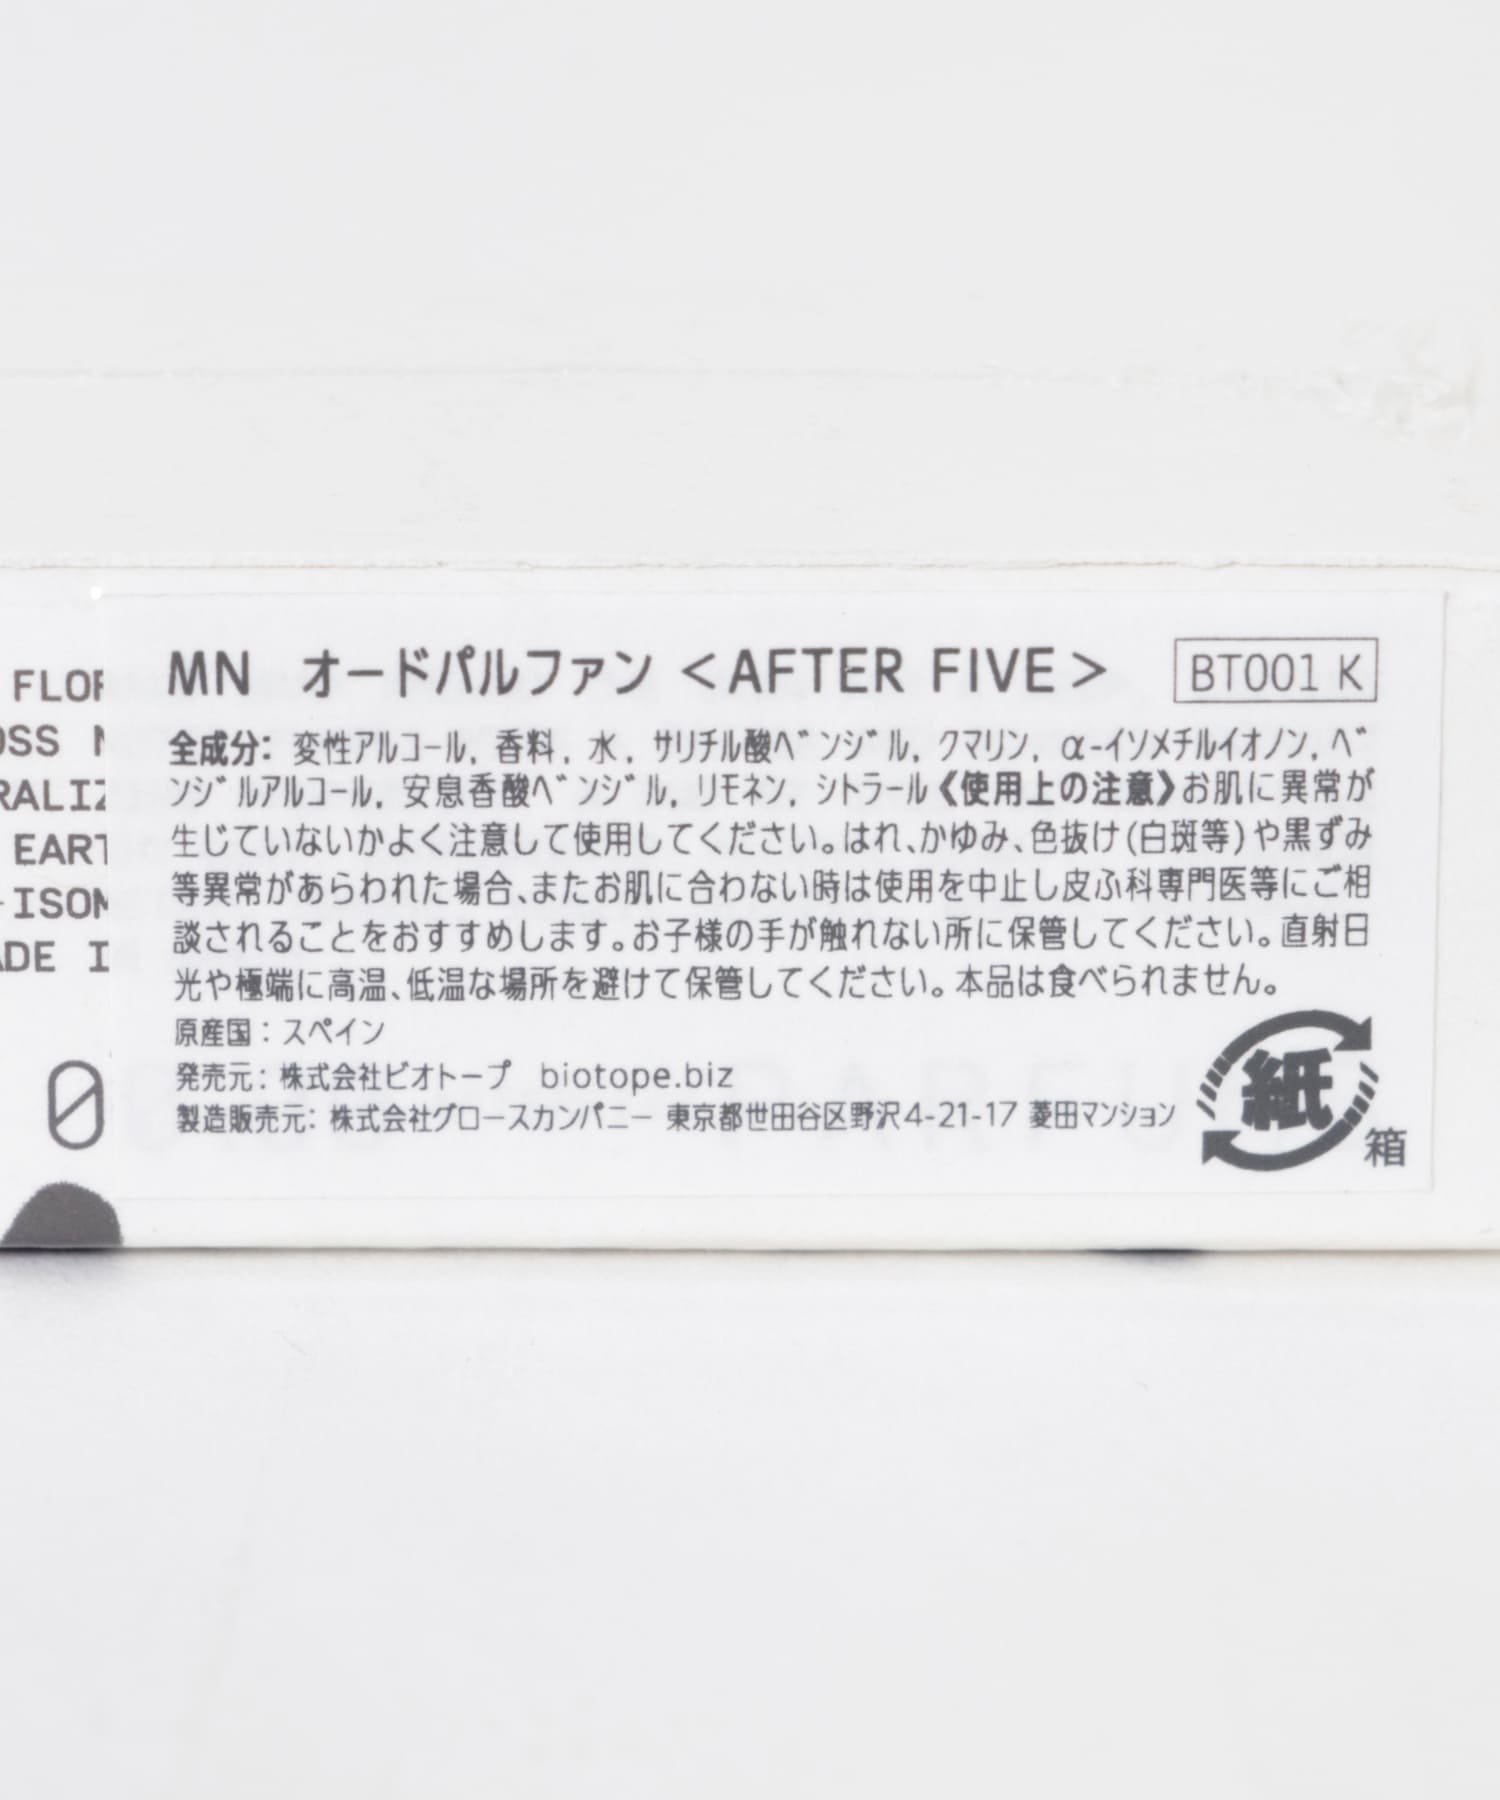 MN オードパルファン <AFTER FIVE> BT001 K
全成分: 変性アルコール, 香料, 水, サリチル酸ベンジル, クマリン, α-イソメチルイオノン, ベ
ンジルアルコール, 安息香酸ベンジル, リモネン, シトラール《使用上の注意》お肌に異常が
生じていないかよく注意して使用してください。はれ、かゆみ、色抜け(白斑等)や黒ずみ
等異常があらわれた場合、またお肌に合わない時は使用を中止し皮ふ科専門医等にご相
談されることをおすすめします。お子様の手が触れない所に保管してください。直射日
光や極端に高温、低温な場所を避けて保管してください。本品は食べられません。
原産国:スペイン
発売元:株式会社ビオトープ biotope.biz
製造販売元: 株式会社グロースカンパニー 東京都世田谷区野沢4-21-17 菱田マンション
紙
箱
FLOR
OSS N
RALIZ
EART
-ISOM
ADE I
0